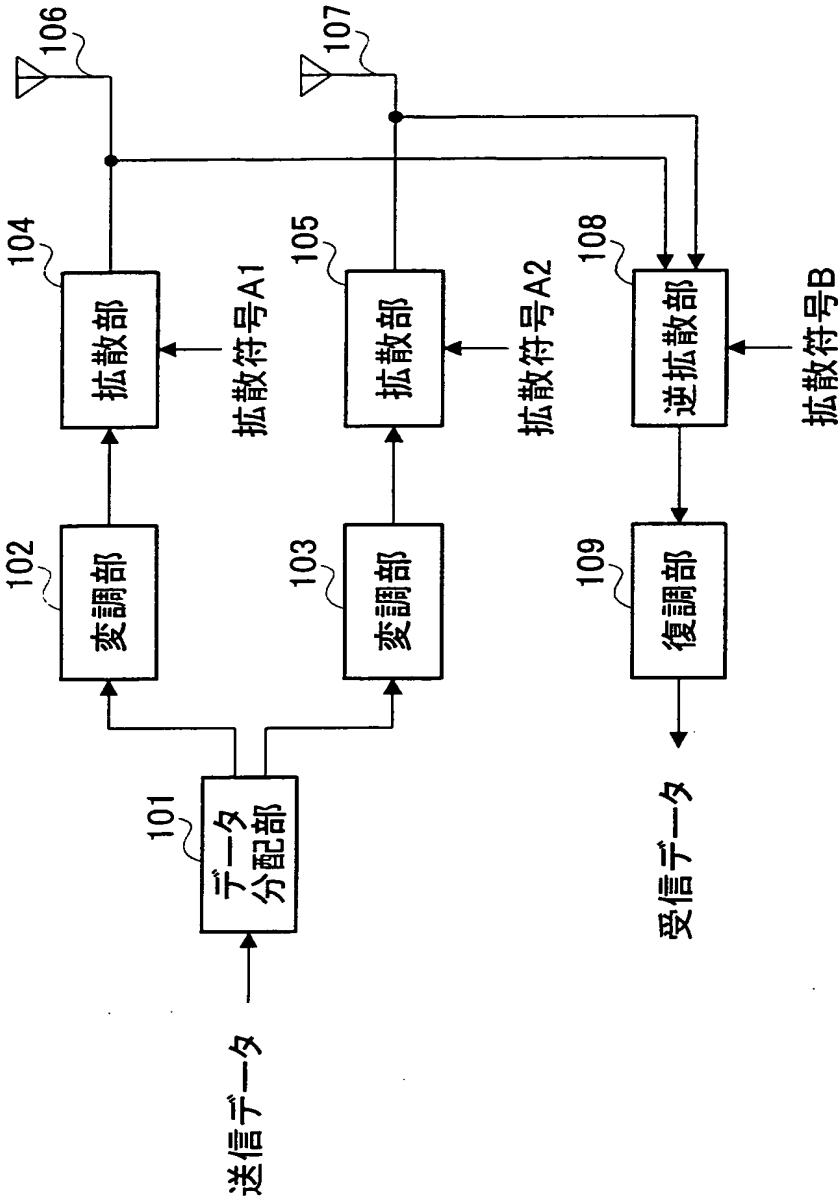 送信データ
101
データ
分配部
102
変調部
104
拡散部
拡散符号A1
106
103
変調部
105
拡散部
拡散符号A2
107
受信データ
109
復調部
108
逆拡散部
拡散符号B